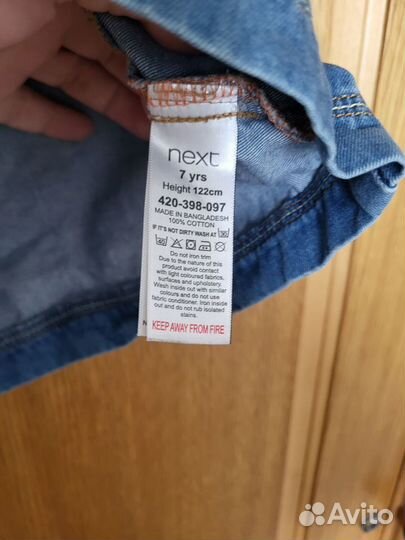 next
7 yrs
Height 122cm
420-398-097
MADE IN BANGLADESH
100% COTTON
IF IT'S NOT DIRTY WASH AT 30
Do not iron trim
Due to the nature of this
product avoid contact
with light coloured fabrics,
surfaces and upholstery.
Wash inside out with similar
colours and do not use
fabric conditioner. Iron inside
out and do not rub isolated
stains.
KEEP AWAY FROM FIRE
Avito